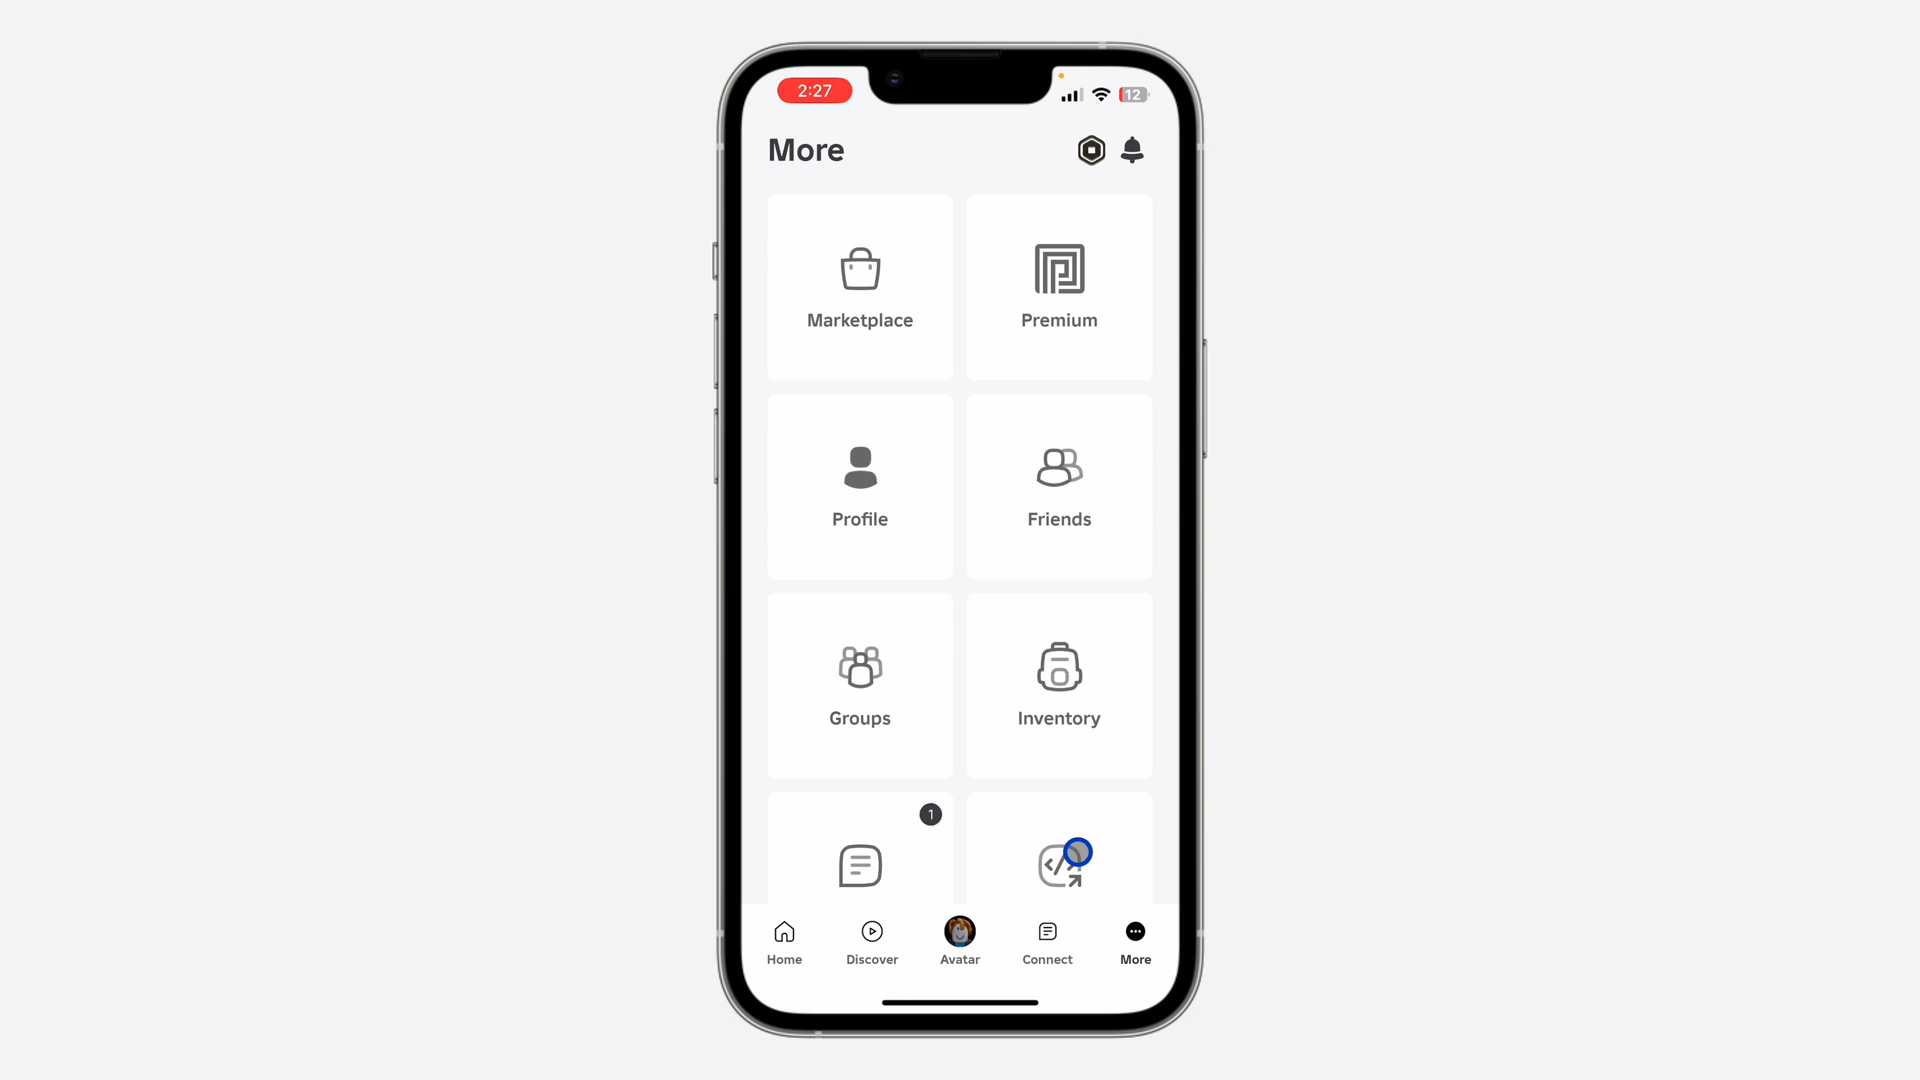 2:27
12
More
Marketplace
Premium
Profile
Friends
Groups
Inventory
1
Home
Discover
Avatar
Connect
More